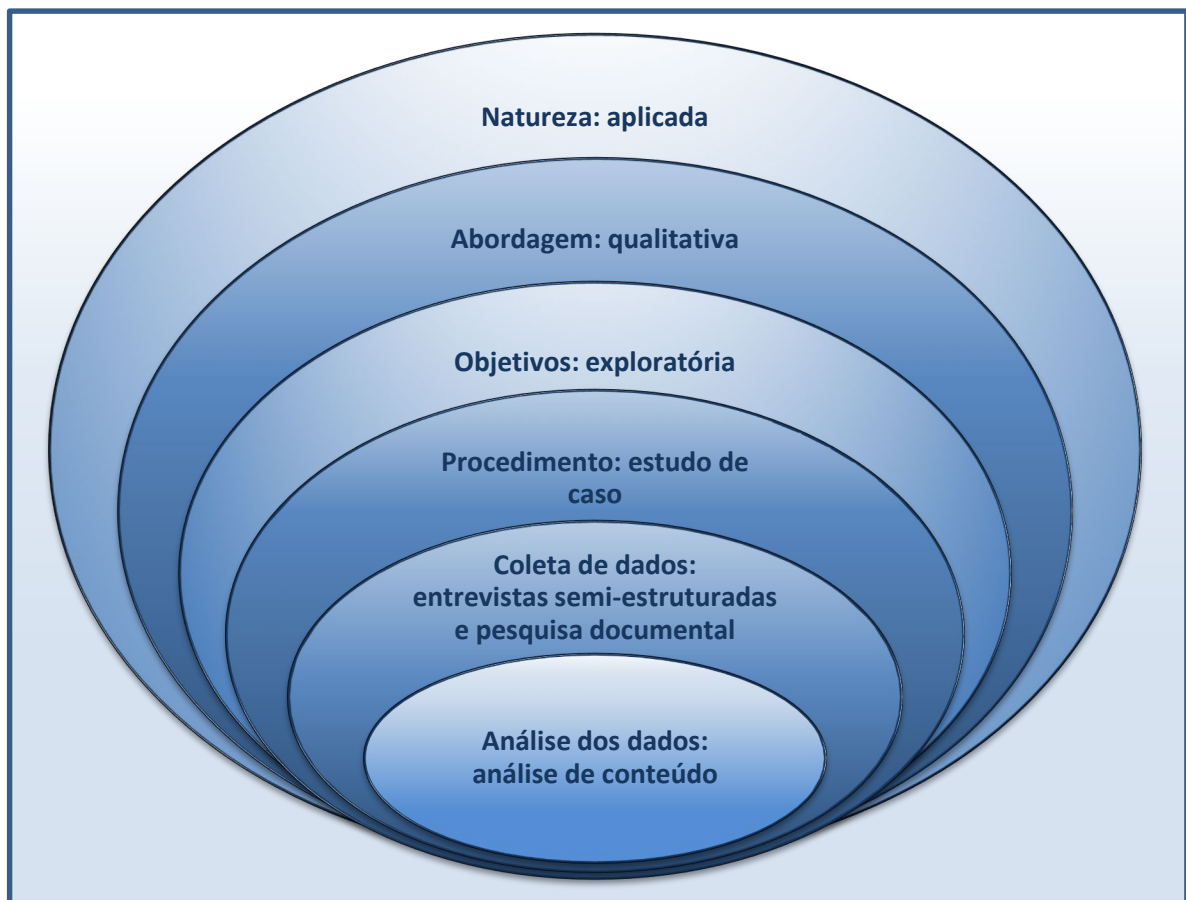 Natureza: aplicada
Abordagem: qualitativa
Objetivos: exploratória
Procedimento: estudo de
caso
Coleta de dados:
entrevistas semi-estruturadas
e pesquisa documental
Análise dos dados:
análise de conteúdo